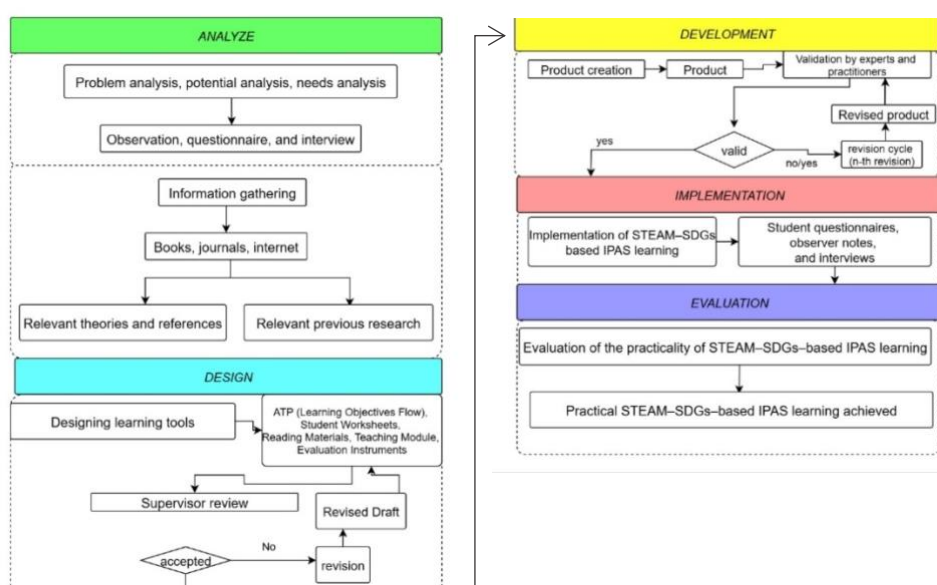 ANALYZE
Problem analysis, potential analysis, needs analysis
Observation, questionnaire, and interview
Information gathering
Books, journals, internet
Relevant theories and references
Relevant previous research
DESIGN
Designing learning tools
ATP (Learning Objectives Flow),
Student Worksheets,
Reading Materials, Teaching Module,
Evaluation Instruments
Supervisor review
Revised Draft
accepted
No
revision
DEVELOPMENT
Product creation
Product
Validation by experts and
practitioners
Revised product
yes
valid
no/yes
revision cycle
(n-th revision)
IMPLEMENTATION
Implementation of STEAM–SDGs
based IPAS learning
Student questionnaires,
observer notes,
and interviews
EVALUATION
Evaluation of the practicality of STEAM–SDGs–based IPAS learning
Practical STEAM–SDGs–based IPAS learning achieved